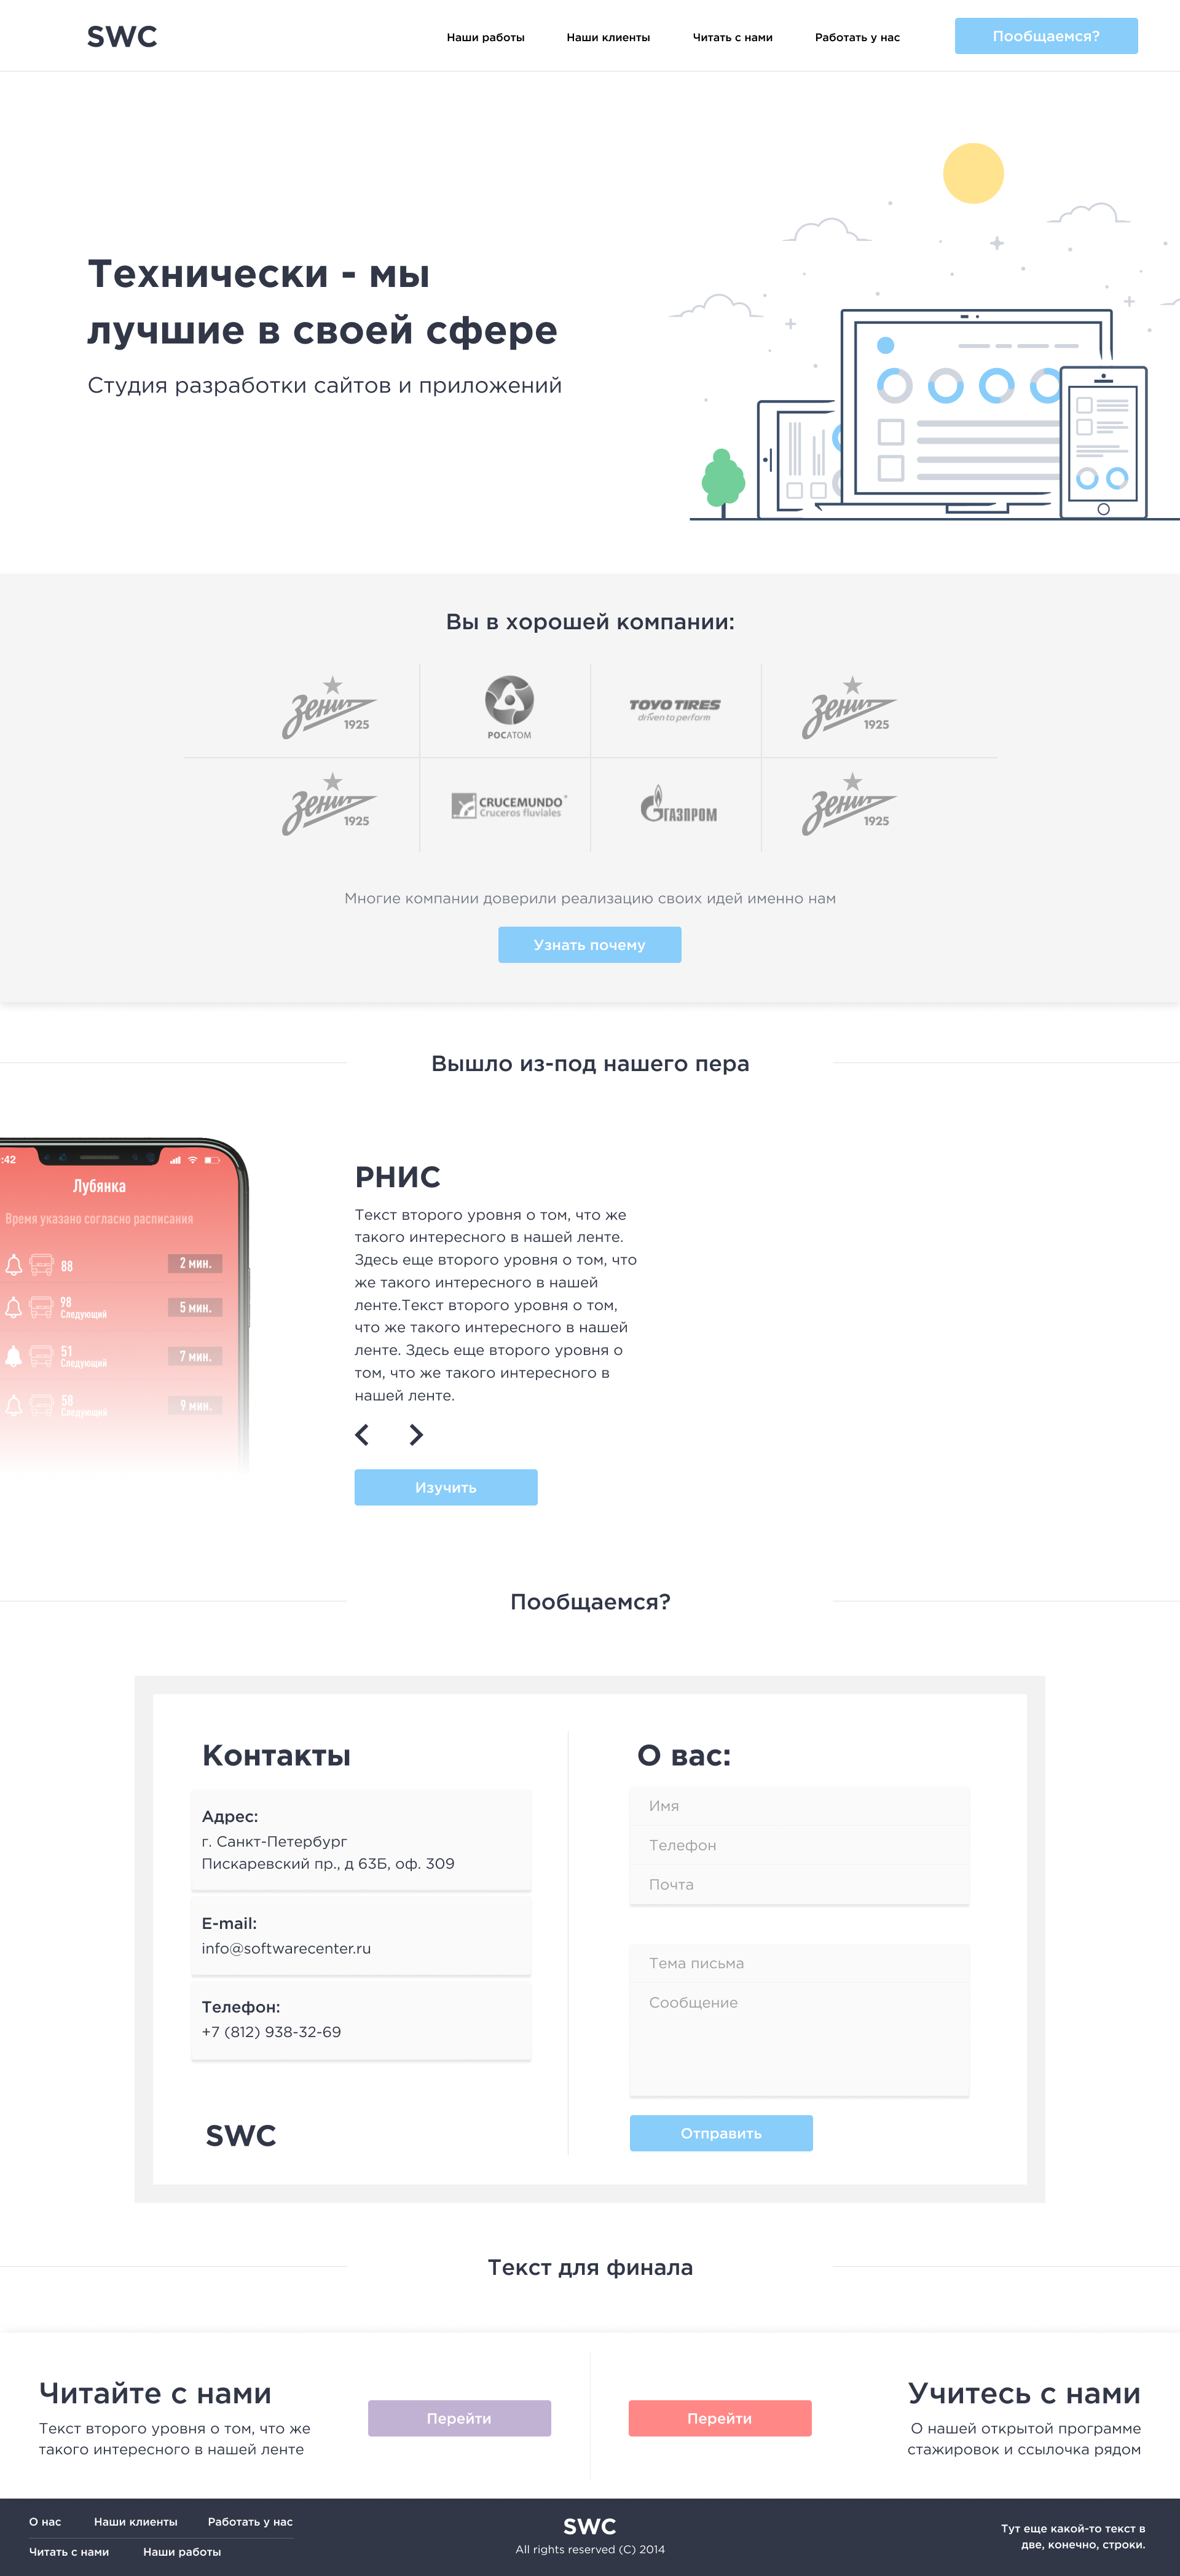 SWC
Наши работы
Наши клиенты
Читать с нами
Работать у нас
Пообщаемся?
Технически - мы
лучшие в своей сфере
Студия разработки сайтов и приложений
Вы в хорошей компании:
Зенит
1925
РОСАТОМ
TOYO TIRES
driven to perform
Зенит
1925
Зенит
1925
CRUCEMUNDO
Cruceros fluviales
ГАЗПРОМ
Зенит
1925
Многие компании доверили реализацию своих идей именно нам
Узнать почему
Вышло из-под нашего пера
:42
Лубянка
Время указано согласно расписания
88
2 мин.
98
Следующий
5 мин.
51
Следующий
7 мин.
58
Следующий
9 мин.
РНИС
Текст второго уровня о том, что же
такого интересного в нашей ленте.
Здесь еще второго уровня о том, что
же такого интересного в нашей
ленте.Текст второго уровня о том,
что же такого интересного в нашей
ленте. Здесь еще второго уровня о
том, что же такого интересного в
нашей ленте.
Изучить
Пообщаемся?
Контакты
Адрес:
г. Санкт-Петербург
Пискаревский пр., д 63Б, оф. 309
E-mail:
info@softwarecenter.ru
Телефон:
+7 (812) 938-32-69
SWC
О вас:
Имя
Телефон
Почта
Тема письма
Сообщение
Отправить
Текст для финала
Читайте с нами
Текст второго уровня о том, что же
такого интересного в нашей ленте
Перейти
Перейти
Учитесь с нами
О нашей открытой программе
стажировок и ссылочка рядом
О нас
Наши клиенты
Работать у нас
Читать с нами
Наши работы
SWC
All rights reserved (C) 2014
Тут еще какой-то текст в
две, конечно, строки.